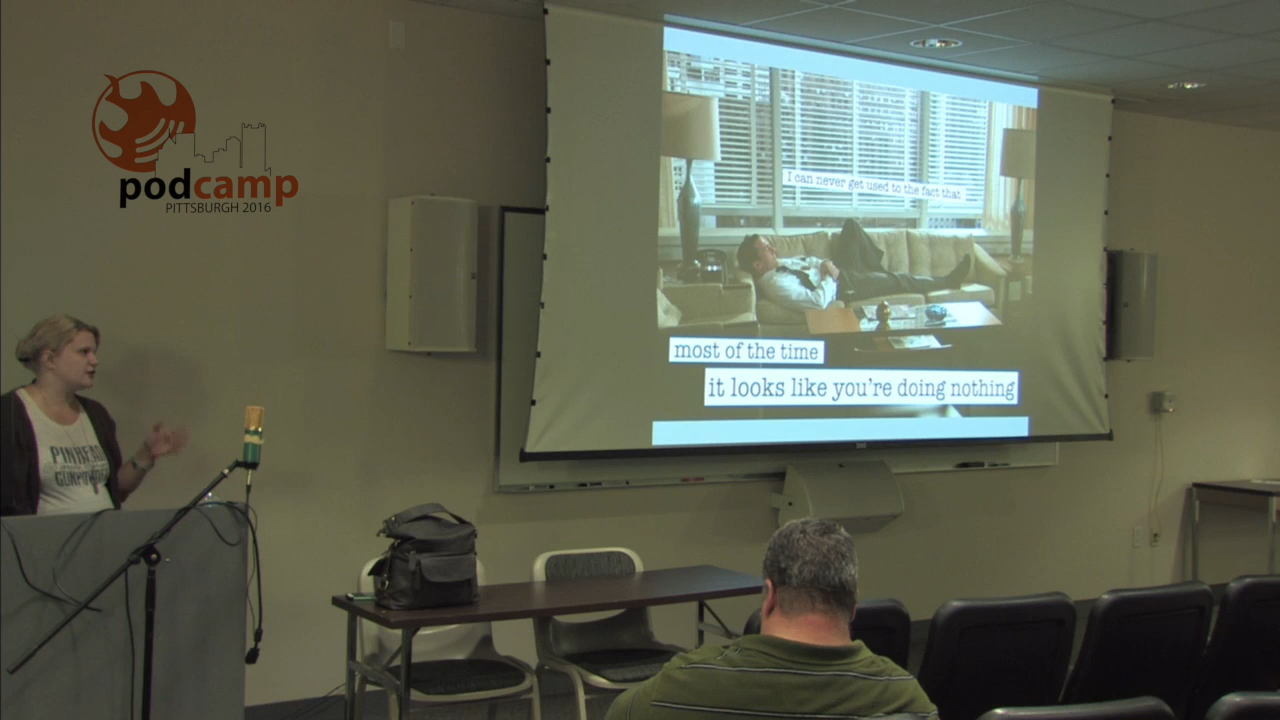 podcamp
PITTSBURGH 2016
I can never get used to the fact that
most of the time
it looks like you're doing nothing
PINHEAD